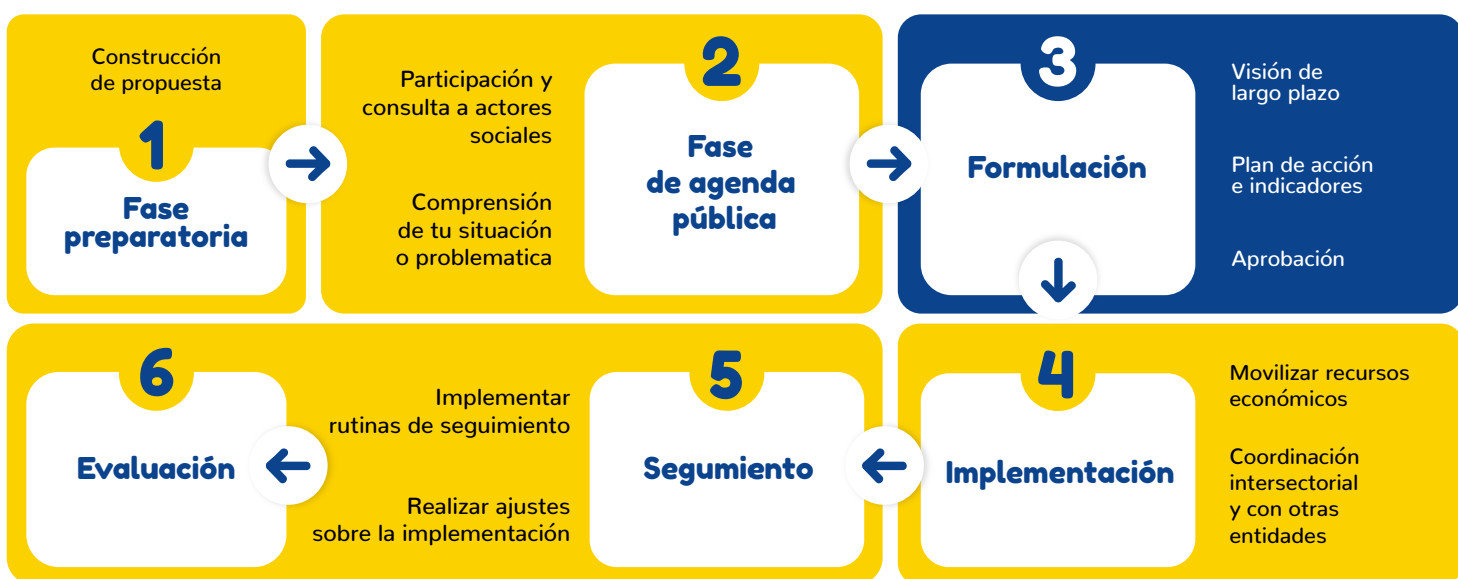 Construcción
de propuesta
1
Fase
preparatoria
Participación y
consulta a actores
sociales
Comprensión
de tu situación
o problematica
2
Fase
de agenda
pública
3
Formulación
Visión de
largo plazo
Plan de acción
e indicadores
Aprobación
6
Evaluación
Implementar
rutinas de seguimiento
Realizar ajustes
sobre la implementación
5
Segumiento
4
Implementación
Movilizar recursos
económicos
Coordinación
intersectorial
y con otras
entidades